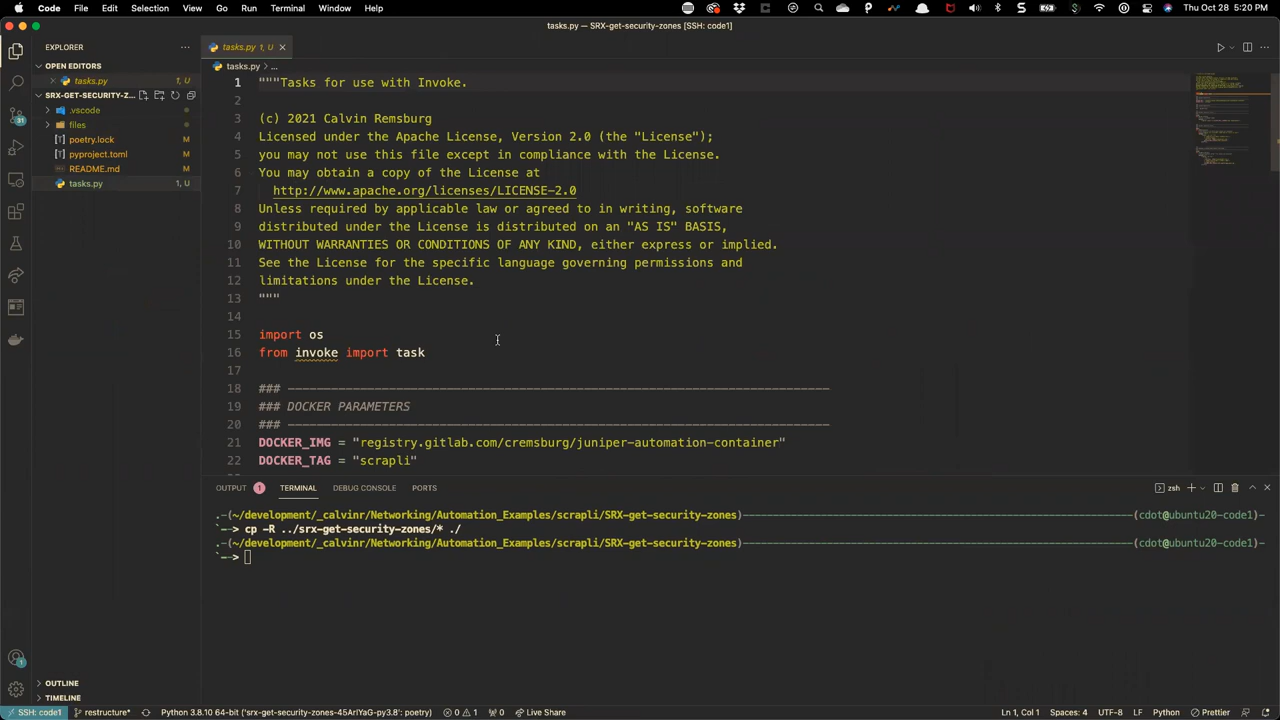 Code File Edit Selection View Go Run Terminal Window Help Thu Oct 28 5:20 PM
tasks.py — SRX-get-security-zones [SSH: code1]
EXPLORER
tasks.py 1, U
tasks.py > ...
OPEN EDITORS
tasks.py 1, U
SRX-GET-SECURITY-Z...
.vscode
files
poetry.lock M
pyproject.toml M
README.md M
tasks.py 1, U
1 """Tasks for use with Invoke.
2
3 (c) 2021 Calvin Remsburg
4 Licensed under the Apache License, Version 2.0 (the "License");
5 you may not use this file except in compliance with the License.
6 You may obtain a copy of the License at
7 http://www.apache.org/licenses/LICENSE-2.0
8 Unless required by applicable law or agreed to in writing, software
9 distributed under the License is distributed on an "AS IS" BASIS,
10 WITHOUT WARRANTIES OR CONDITIONS OF ANY KIND, either express or implied.
11 See the License for the specific language governing permissions and
12 limitations under the License.
13 """
14
15 import os
16 from invoke import task
17
18 ### ---------------------------------------------------------------------------
19 ### DOCKER PARAMETERS
20 ### ---------------------------------------------------------------------------
21 DOCKER_IMG = "registry.gitlab.com/cremsburg/juniper-automation-container"
22 DOCKER_TAG = "scrapli"
OUTPUT 1 TERMINAL DEBUG CONSOLE PORTS zsh
.-(~/development/_calvinr/Networking/Automation_Examples/scrapli/SRX-get-security-zones)---(cdot@ubuntu20-code1)-
`--> cp -R ../srx-get-security-zones/* ./
.-(~/development/_calvinr/Networking/Automation_Examples/scrapli/SRX-get-security-zones)---(cdot@ubuntu20-code1)-
`-->
31
1
OUTLINE
TIMELINE
SSH: code1 restructure* Python 3.8.10 64-bit ('srx-get-security-zones-45ArlYaG-py3.8': poetry) 0 1 0 Live Share Ln 1, Col 1 Spaces: 4 UTF-8 LF Python Prettier